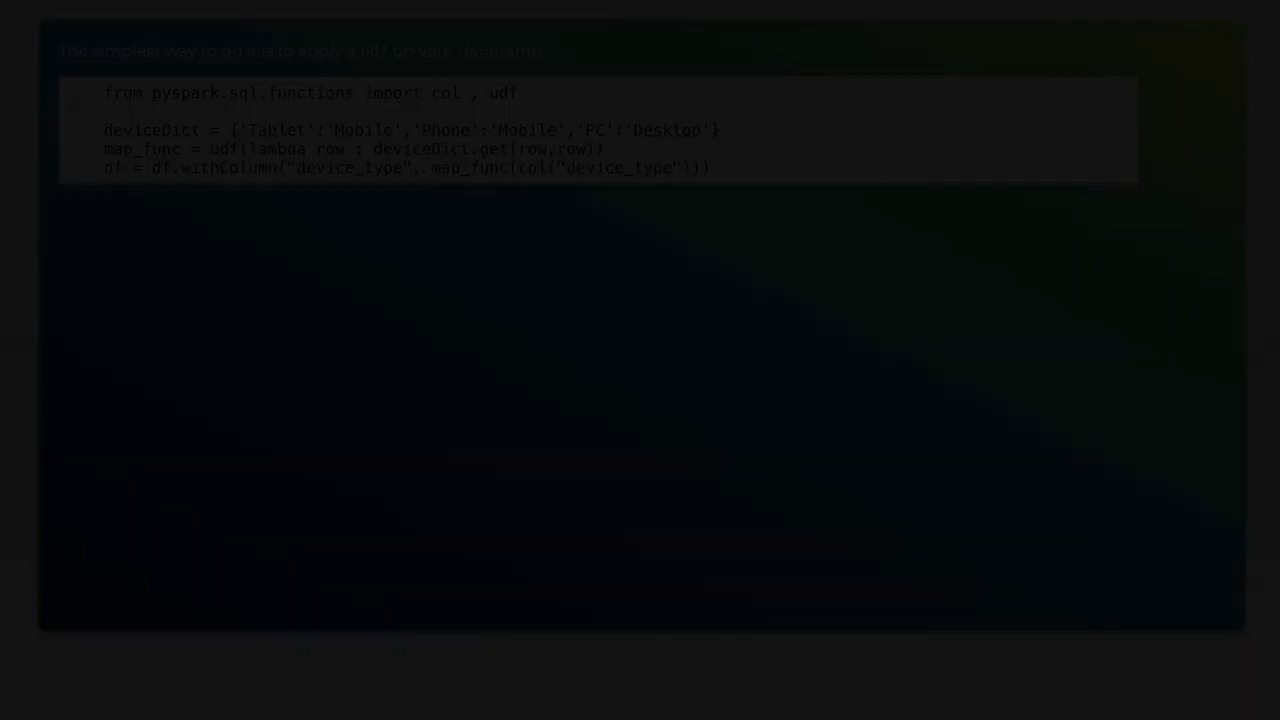 The simplest way to do it is to apply a udf on your dataframe :
from pyspark.sql.functions import col , udf
deviceDict = {'Tablet':'Mobile','Phone':'Mobile','PC':'Desktop'}
map_func = udf(lambda row : deviceDict.get(row,row))
df = df.withColumn("device_type", map_func(col("device_type")))